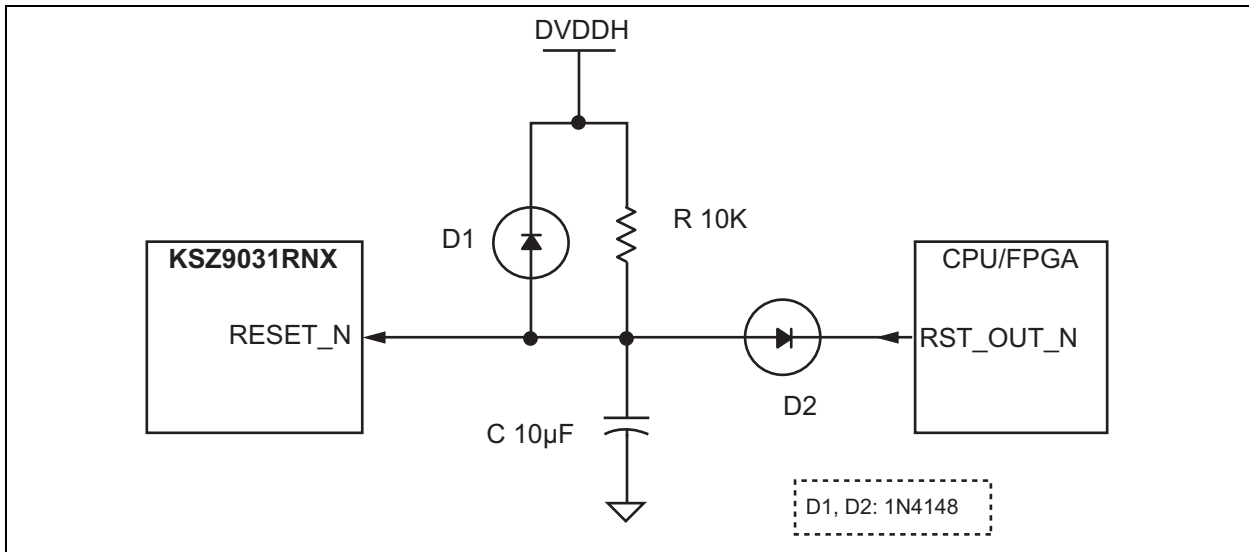 DVDDH
D1
R 10K
KSZ9031RNX
CPU/FPGA
RESET_N
RST_OUT_N
D2
C 10µF
D1, D2: 1N4148